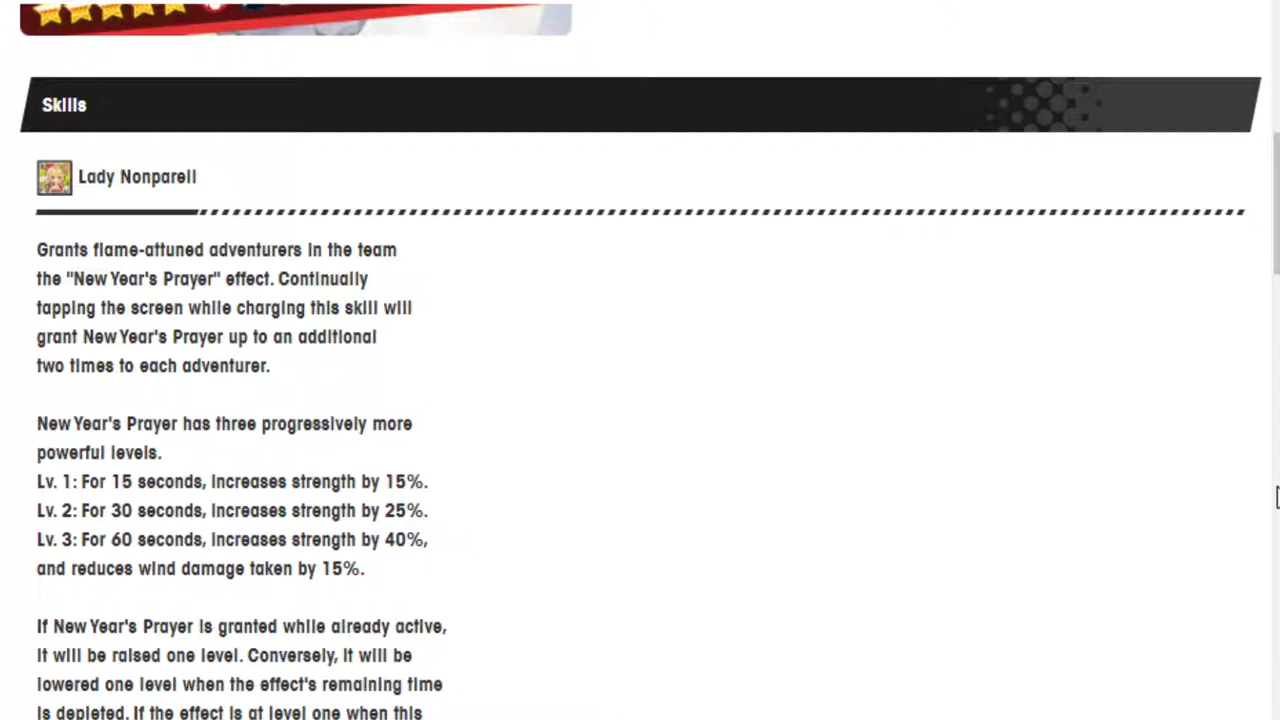 Skills
Lady Nonpareil
Grants flame-attuned adventurers in the team
the "New Year's Prayer" effect. Continually
tapping the screen while charging this skill will
grant New Year's Prayer up to an additional
two times to each adventurer.
New Year's Prayer has three progressively more
powerful levels.
Lv. 1: For 15 seconds, increases strength by 15%.
Lv. 2: For 30 seconds, increases strength by 25%.
Lv. 3: For 60 seconds, increases strength by 40%,
and reduces wind damage taken by 15%.
If New Year's Prayer is granted while already active,
it will be raised one level. Conversely, it will be
lowered one level when the effect's remaining time
is depleted. If the effect is at level one when this